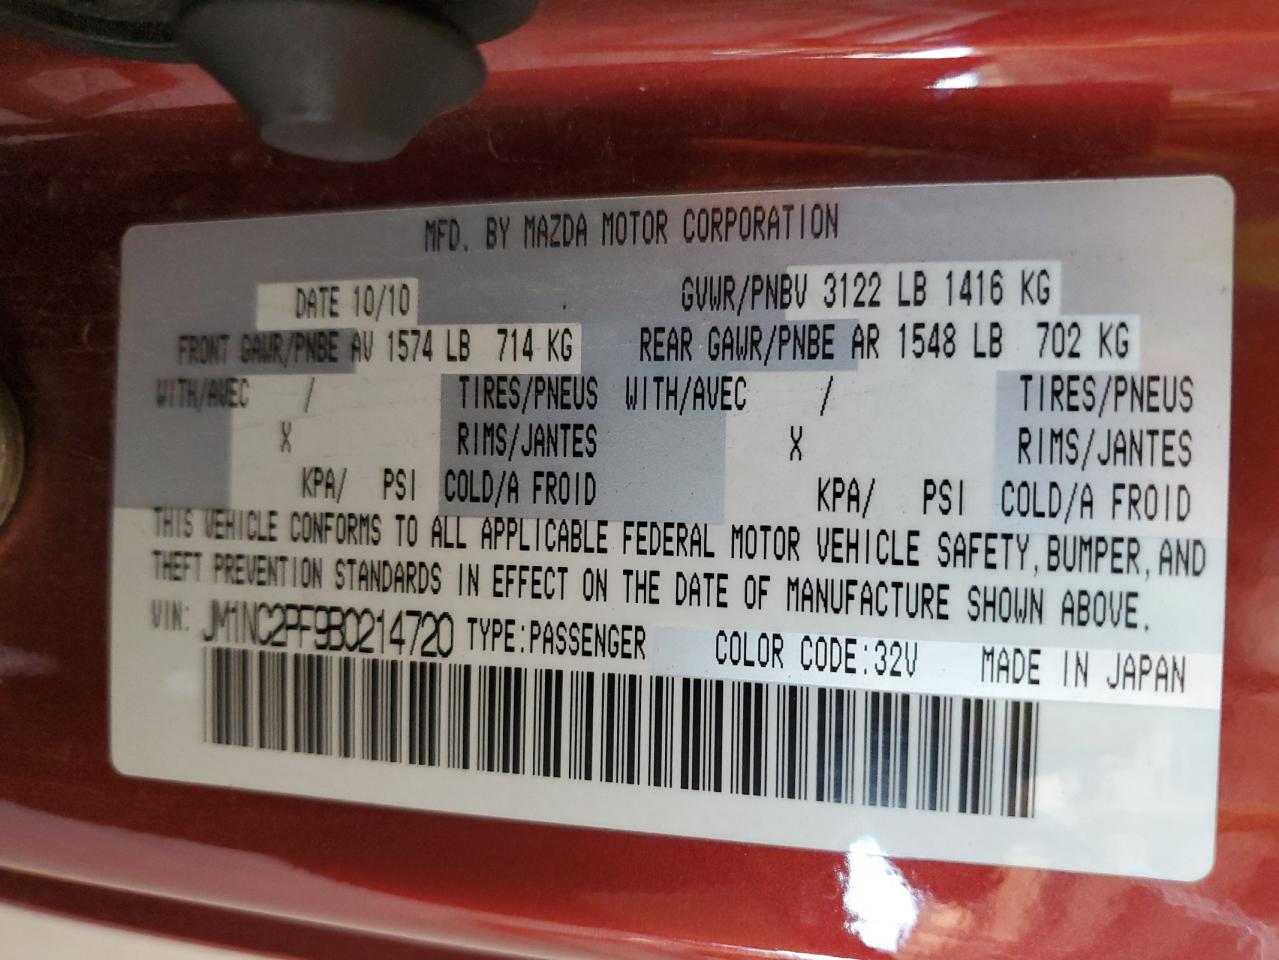 MFD. BY MAZDA MOTOR CORPORATION
DATE 10/10 GVWR/PNBV 3122 LB 1416 KG
FRONT GAWR/PNBE AV 1574 LB 714 KG REAR GAWR/PNBE AR 1548 LB 702 KG
WITH/AVEC / TIRES/PNEUS WITH/AVEC / TIRES/PNEUS
X RIMS/JANTES X RIMS/JANTES
KPA/ PSI COLD/A FROID KPA/ PSI COLD/A FROID
THIS VEHICLE CONFORMS TO ALL APPLICABLE FEDERAL MOTOR VEHICLE SAFETY, BUMPER, AND
THEFT PREVENTION STANDARDS IN EFFECT ON THE DATE OF MANUFACTURE SHOWN ABOVE.
VIN: JM1NC2PF9B0214720 TYPE:PASSENGER COLOR CODE:32V MADE IN JAPAN